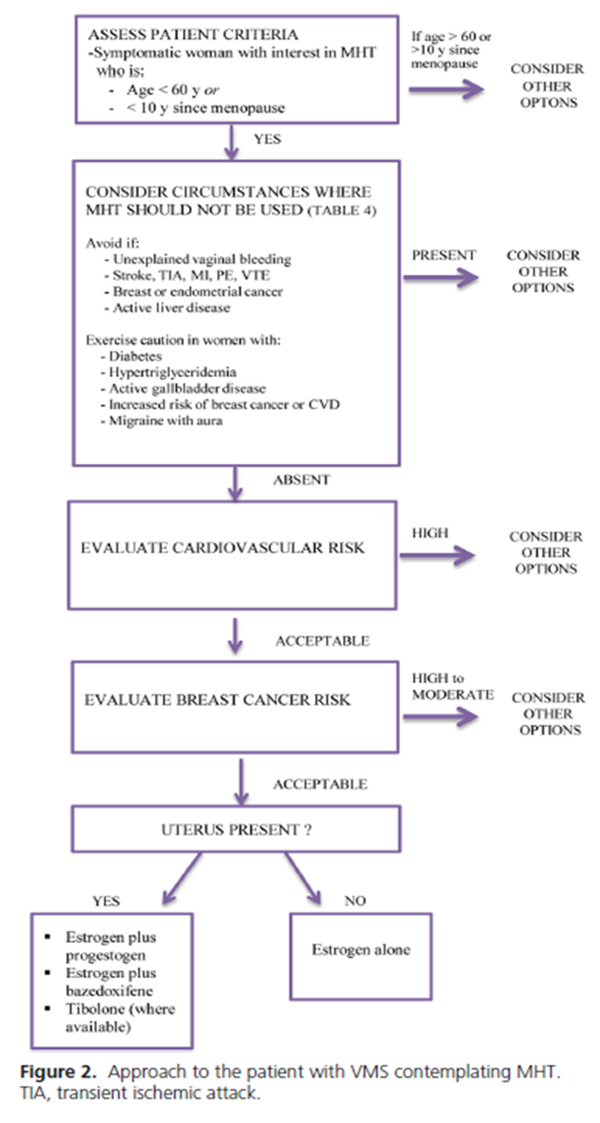 ASSESS PATIENT CRITERIA
-Symptomatic woman with interest in MHT
who is:
- Age < 60 y or
- < 10 y since menopause
If age > 60 or
>10 y since
menopause
CONSIDER
OTHER
OPTONS
YES
CONSIDER CIRCUMSTANCES WHERE
MHT SHOULD NOT BE USED (TABLE 4)
Avoid if:
- Unexplained vaginal bleeding
- Stroke, TIA, MI, PE, VTE
- Breast or endometrial cancer
- Active liver disease
Exercise caution in women with:
- Diabetes
- Hypertriglyceridemia
- Active gallbladder disease
- Increased risk of breast cancer or CVD
- Migraine with aura
PRESENT
CONSIDER
OTHER
OPTIONS
ABSENT
EVALUATE CARDIOVASCULAR RISK
HIGH
CONSIDER
OTHER
OPTIONS
ACCEPTABLE
EVALUATE BREAST CANCER RISK
HIGH to
MODERATE
CONSIDER
OTHER
OPTIONS
ACCEPTABLE
UTERUS PRESENT ?
YES
NO
▪ Estrogen plus
progestogen
▪ Estrogen plus
bazedoxifene
▪ Tibolone (where
available)
Estrogen alone
Figure 2. Approach to the patient with VMS contemplating MHT.
TIA, transient ischemic attack.